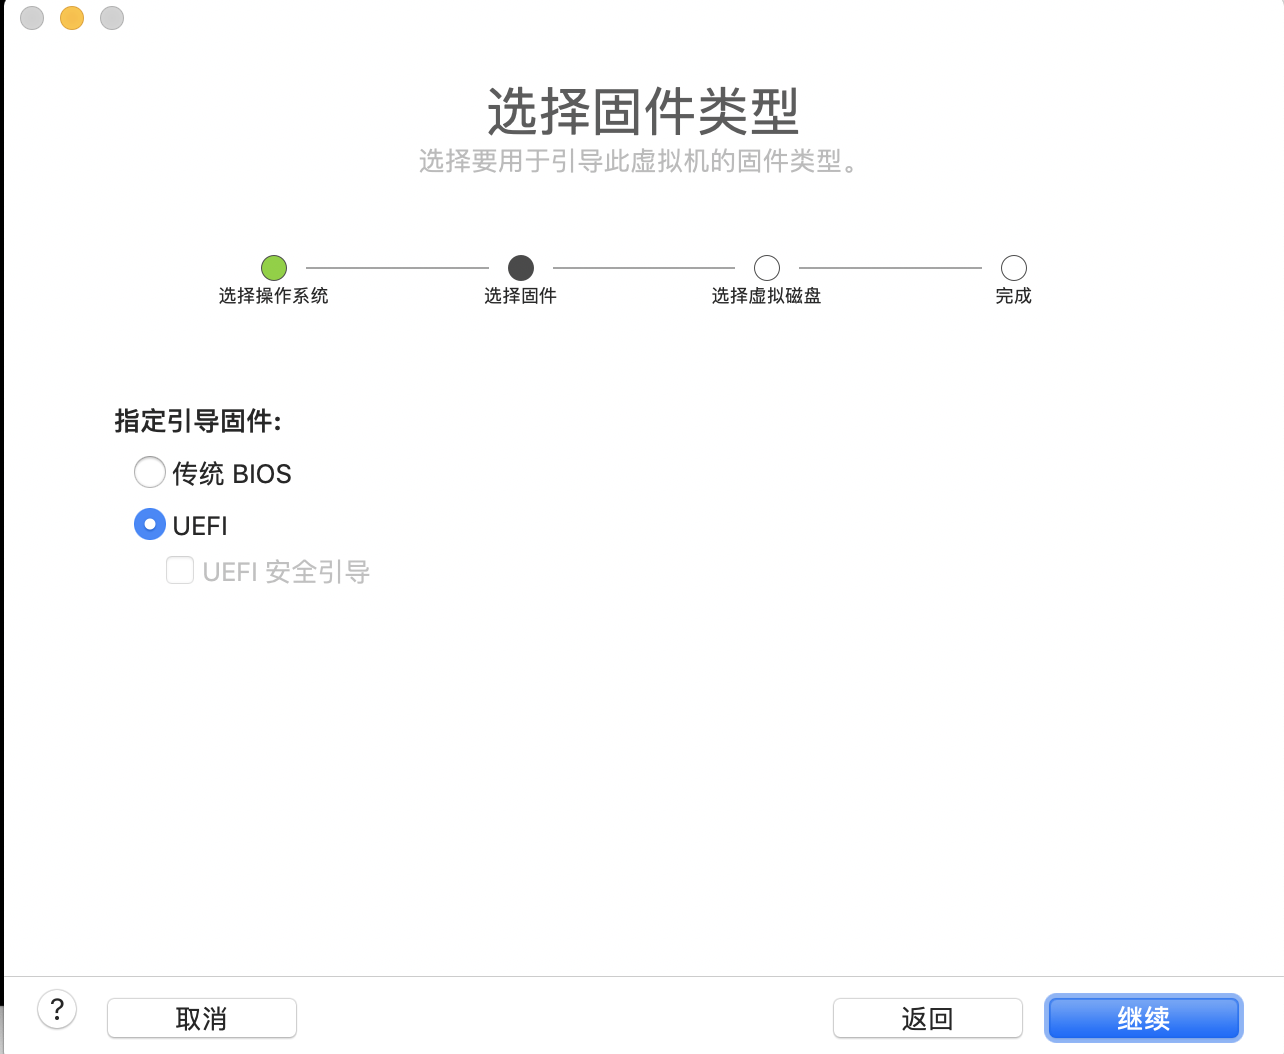 选择固件类型
选择要用于引导此虚拟机的固件类型。
选择操作系统
选择固件
选择虚拟磁盘
完成
指定引导固件:
传统 BIOS
UEFI
UEFI 安全引导
?
取消
返回
继续